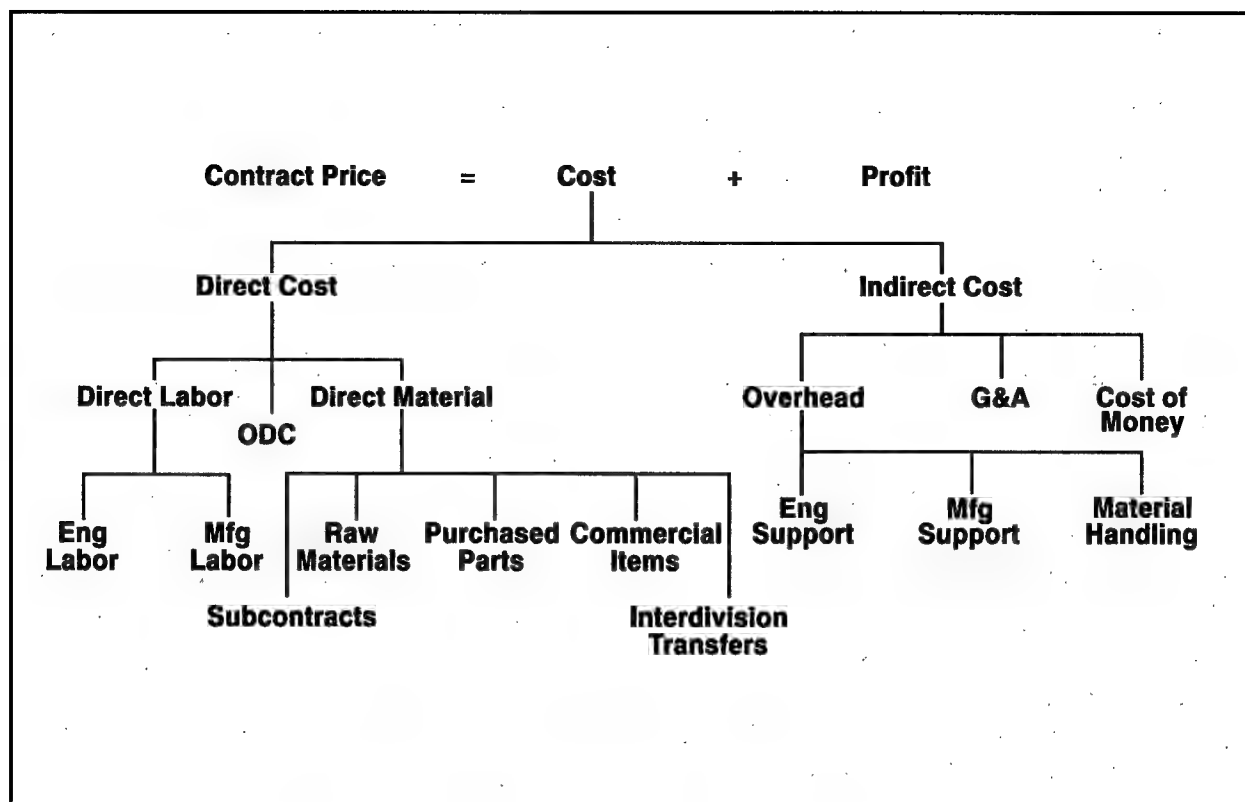 Contract Price = Cost + Profit
Direct Cost
Indirect Cost
Direct Labor
ODC
Direct Material
Overhead
G&A
Cost of
Money
Eng
Labor
Mfg
Labor
Subcontracts
Raw
Materials
Purchased
Parts
Commercial
Items
Interdivision
Transfers
Eng
Support
Mfg
Support
Material
Handling